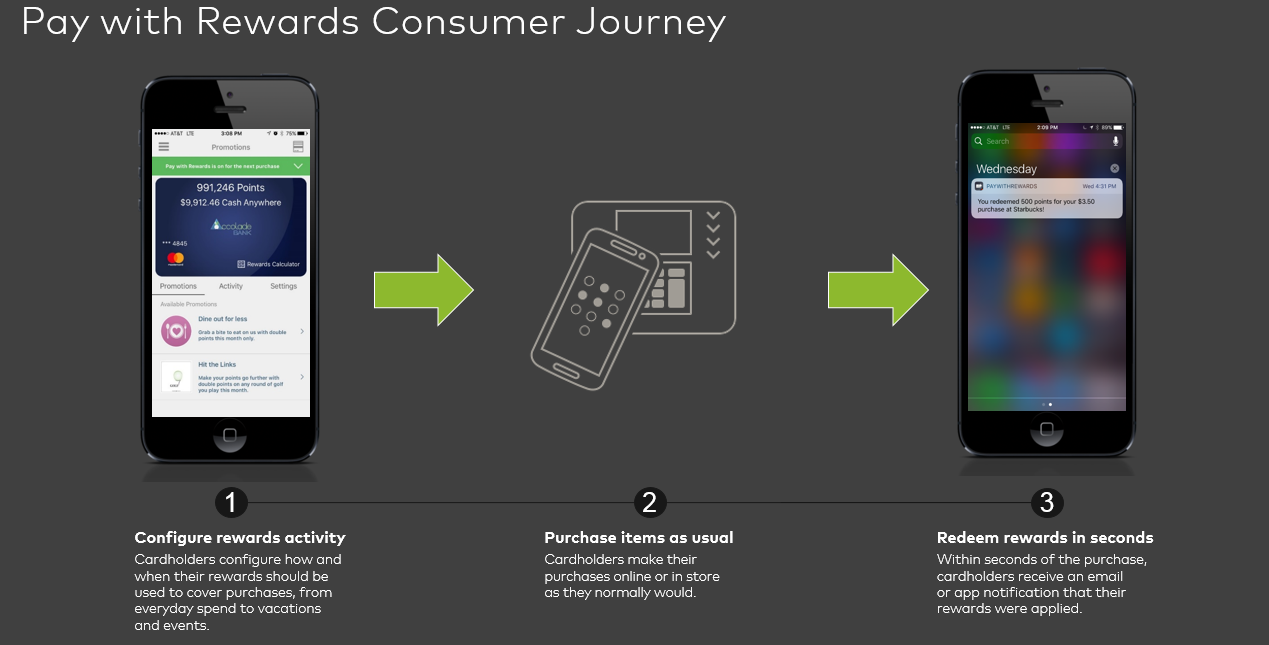 Pay with Rewards Consumer Journey
AT&T LTE 3:08 PM 75%
Promotions
Pay with Rewards is on for the next purchase
991,246 Points
$9,912.46 Cash Anywhere
Accolade
BANK
*** 4845
Rewards Calculator
Promotions Activity Settings
Available Promotions
Dine out for less
Grab a bite to eat on us with double
points this month only.
Hit the Links
Make your points go further with
double points on any round of golf
you play this month.
AT&T LTE 2:09 PM 89%
Search
Wednesday
PAYWITHREWARDS Wed 4:31 PM
You redeemed 500 points for your $3.50
purchase at Starbucks!
1
Configure rewards activity
Cardholders configure how and
when their rewards should be
used to cover purchases, from
everyday spend to vacations
and events.
2
Purchase items as usual
Cardholders make their
purchases online or in store
as they normally would.
3
Redeem rewards in seconds
Within seconds of the purchase,
cardholders receive an email
or app notification that their
rewards were applied.